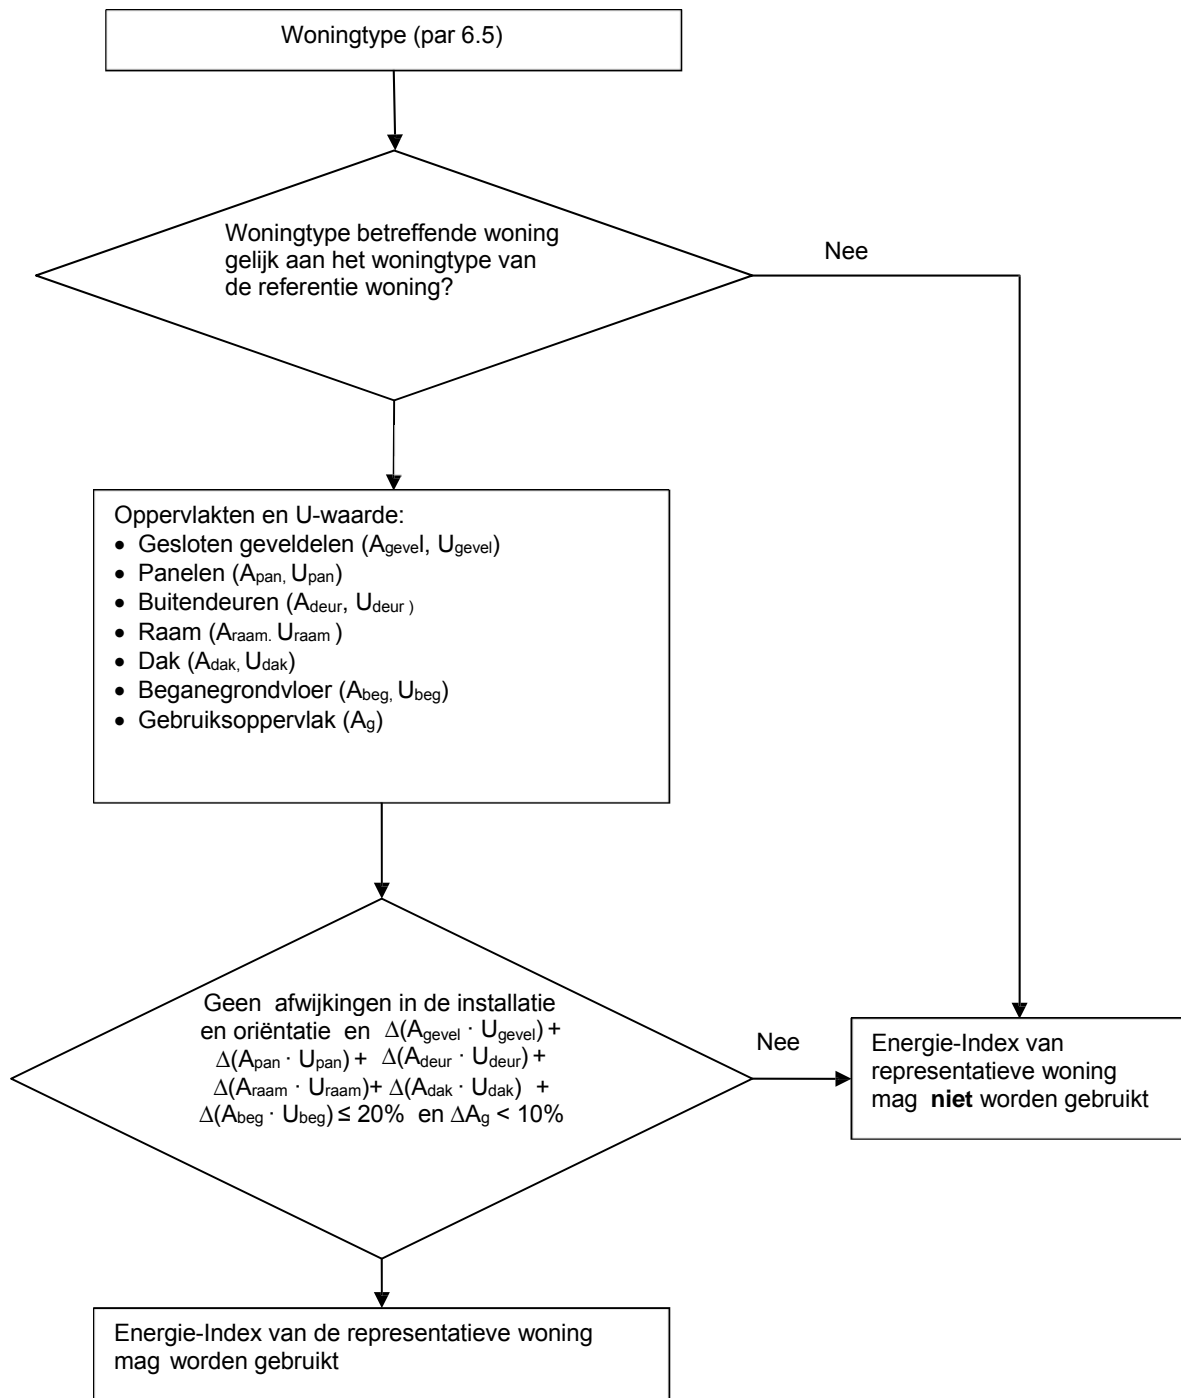 Woningtype (par 6.5)
Woningtype betreffende woning
gelijk aan het woningtype van
de referentie woning?
Nee
Oppervlakten en U-waarde:
• Gesloten geveldelen (Agevel, Ugevel)
• Panelen (Apan, Upan)
• Buitendeuren (Adeur, Udeur )
• Raam (Araam. Uraam )
• Dak (Adak, Udak)
• Beganegrondvloer (Abeg, Ubeg)
• Gebruiksoppervlak (Ag)
Geen afwijkingen in de installatie
en oriëntatie en Δ(Agevel · Ugevel) +
Δ(Apan · Upan) + Δ(Adeur · Udeur) +
Δ(Araam · Uraam)+ Δ(Adak · Udak) +
Δ(Abeg · Ubeg) ≤ 20% en ΔAg < 10%
Nee
Energie-Index van
representatieve woning
mag niet worden gebruikt
Energie-Index van de representatieve woning
mag worden gebruikt